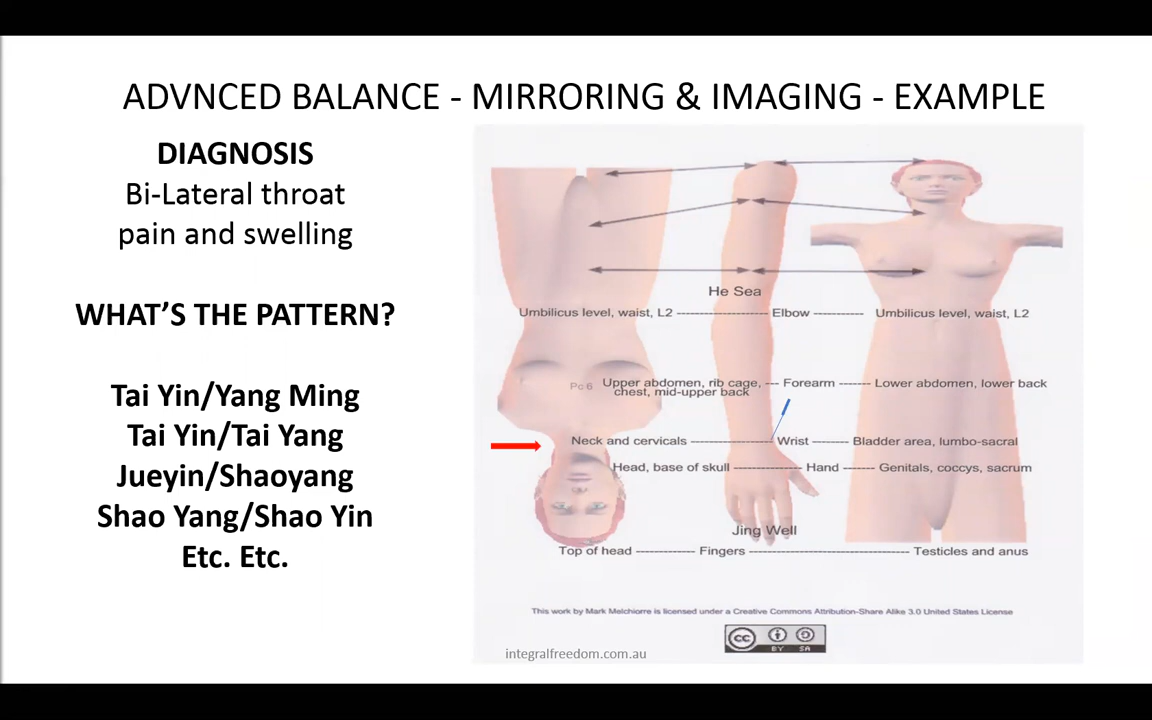 ADVNCED BALANCE - MIRRORING & IMAGING - EXAMPLE
DIAGNOSIS
Bi-Lateral throat
pain and swelling
WHAT'S THE PATTERN?
Tai Yin/Yang Ming
Tai Yin/Tai Yang
Jueyin/Shaoyang
Shao Yang/Shao Yin
Etc. Etc.
He Sea
Umbilicus level, waist, L2 Elbow Umbilicus level, waist, L2
Pc 6 Upper abdomen, rib cage, Forearm Lower abdomen, lower back
chest, mid-upper back
Neck and cervicals Wrist Bladder area, lumbo-sacral
Head, base of skull Hand Genitals, coccys, sacrum
Jing Well
Top of head Fingers Testicles and anus
This work by Mark Melchiorre is licensed under a Creative Commons Attribution-Share Alike 3.0 United States License
cc BY SA
integralfreedom.com.au